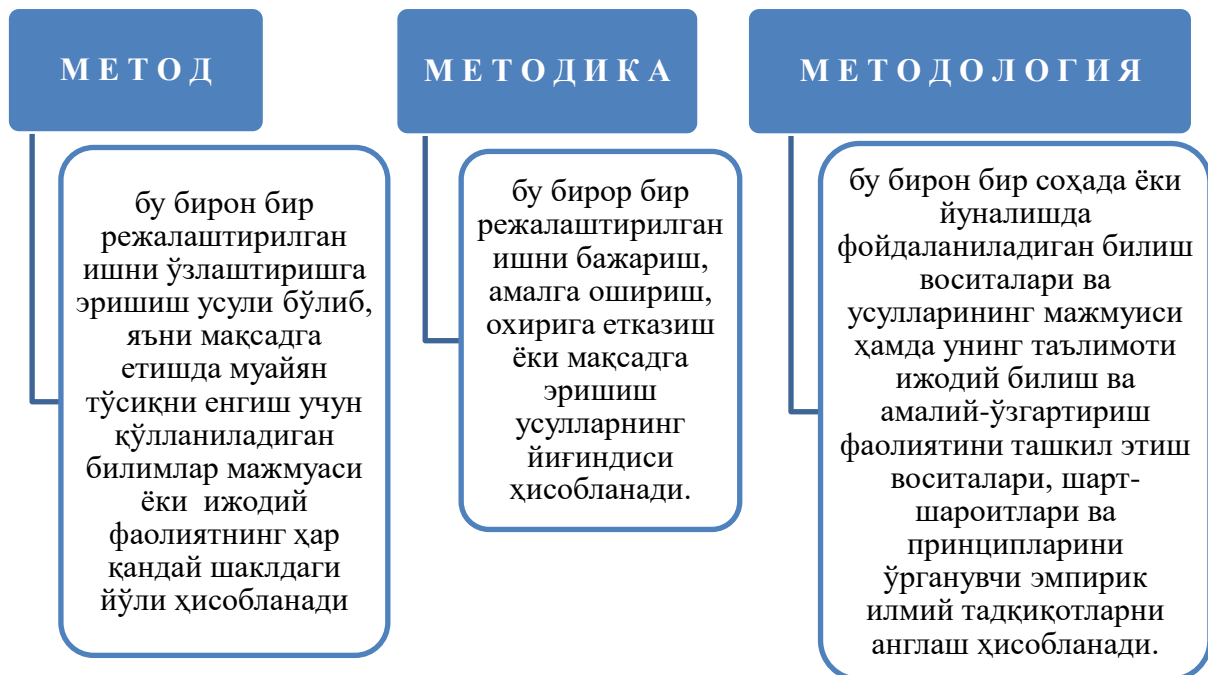 МЕТОД
бу бирон бир
режалаштирилган
ишни ўзлаштиришга
эришиш усули бўлиб,
яъни мақсадга
етишда муайян
тўсиқни енгиш учун
қўлланиладиган
билимлар мажмуаси
ёки ижодий
фаолиятнинг ҳар
қандай шаклдаги
йўли ҳисобланади
МЕТОДИКА
бу бирор бир
режалаштирилган
ишни бажариш,
амалга ошириш,
охирига етказиш
ёки мақсадга
эришиш
усулларнинг
йиғиндиси
ҳисобланади.
МЕТОДОЛОГИЯ
бу бирон бир соҳада ёки
йуналишда
фойдаланиладиган билиш
воситалари ва
усулларининг мажмуиси
ҳамда унинг таълимоти
ижодий билиш ва
амалий-ўзгартириш
фаолиятини ташкил этиш
воситалари, шарт-
шароитлари ва
принципларини
ўрганувчи эмпирик
илмий тадқиқотларни
англаш ҳисобланади.